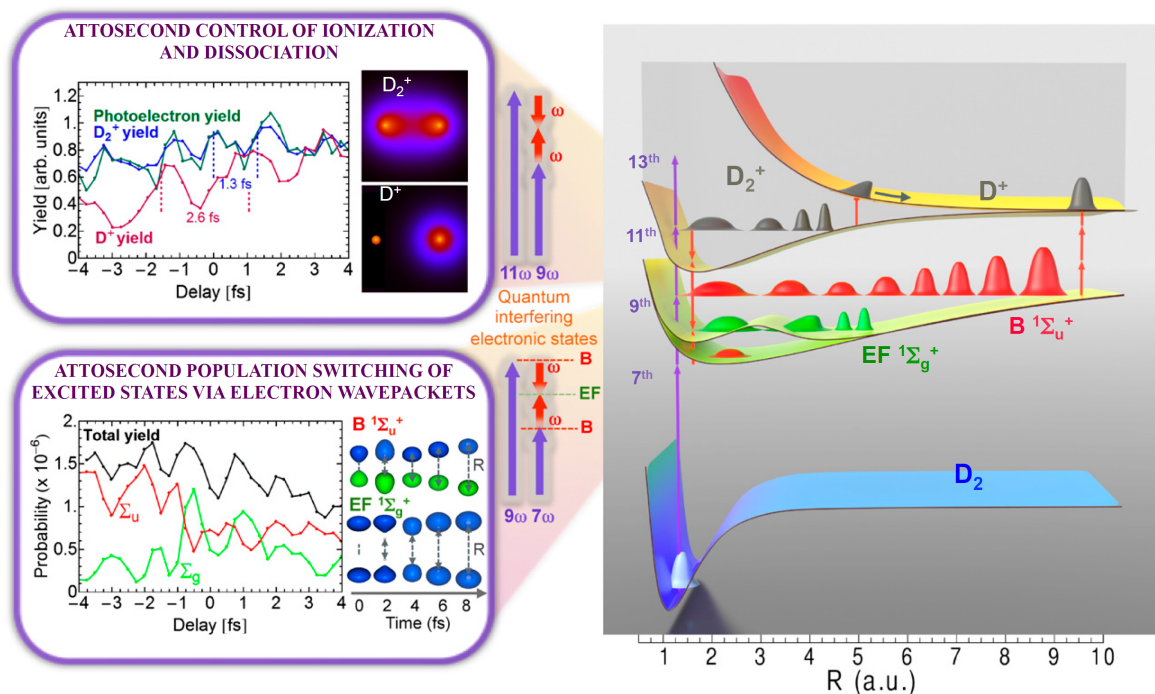 ATTOSECOND CONTROL OF IONIZATION
AND DISSOCIATION
Yield [arb. units]
1.2
1.0
0.8
0.6
0.4
0.2
0
Photoelectron yield
D₂⁺ yield
1.3 fs
2.6 fs
D⁺ yield
−4 −3 −2 −1 0 1 2 3 4
Delay [fs]
D₂⁺
D⁺
ω
ω
11ω 9ω
Quantum
interfering
electronic states
ATTOSECOND POPULATION SWITCHING OF
EXCITED STATES VIA ELECTRON WAVEPACKETS
Probability (x 10⁻⁶)
2
1.5
1
0.5
0
Total yield
Σu
Σg
−4 −3 −2 −1 0 1 2 3 4
Delay [fs]
B ¹Σu⁺
R
EF ¹Σg⁺
R
0 2 4 6 8
Time (fs)
B
ω
EF
ω
B
9ω 7ω
13th
D₂⁺
D⁺
11th
9th
B ¹Σu⁺
EF ¹Σg⁺
7th
D₂
1 2 3 4 5 6 7 8 9 10
R (a.u.)